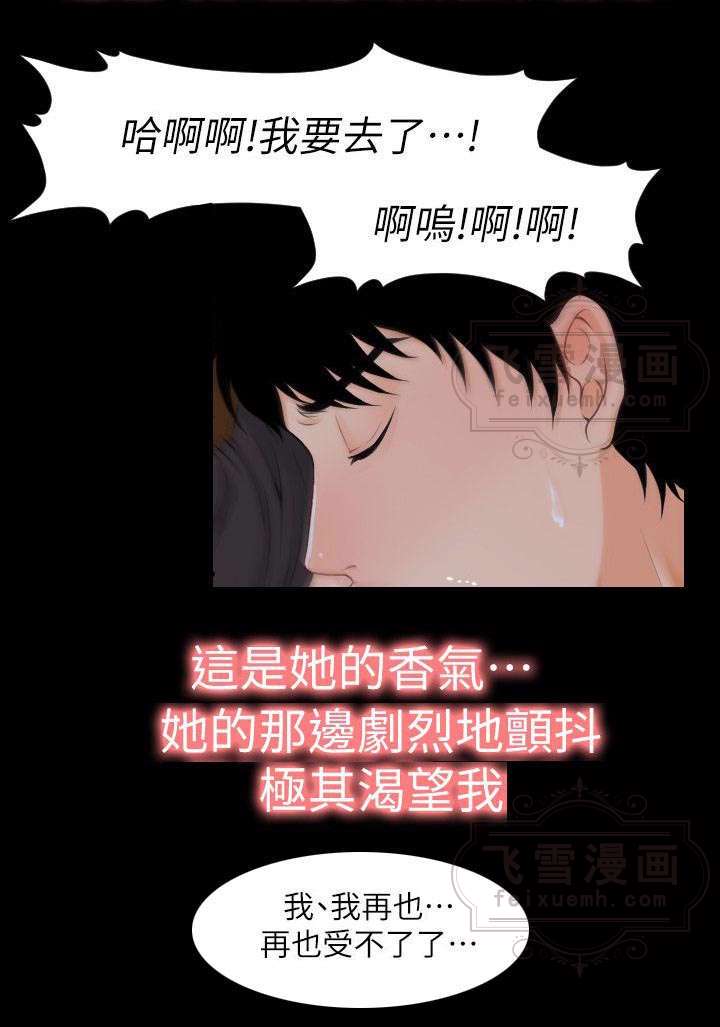 哈啊啊!我要去了…!
啊嗚!啊!啊!
飞雪漫画
feixuemh.com
這是她的香氣…
她的那邊劇烈地顫抖
極其渴望我
飞雪漫画
feixuemh.com
我、我再也…
再也受不了了…